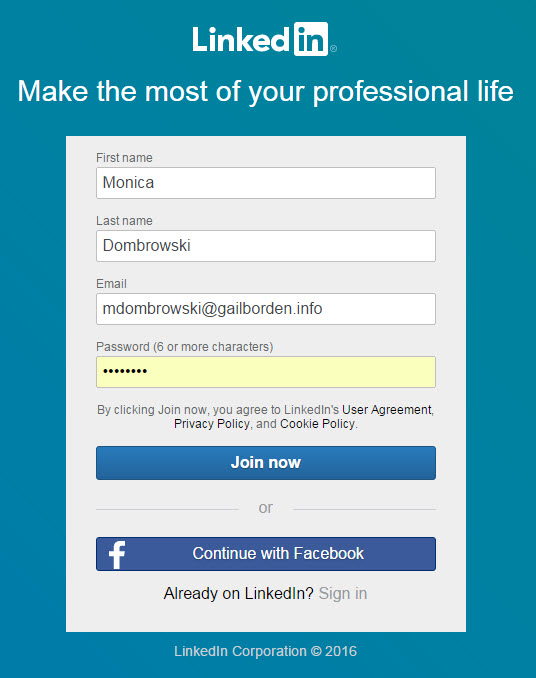 Linked in ®
Make the most of your professional life
First name
Monica
Last name
Dombrowski
Email
mdombrowski@gailborden.info
Password (6 or more characters)
••••••••
By clicking Join now, you agree to LinkedIn's User Agreement,
Privacy Policy, and Cookie Policy.
Join now
or
f Continue with Facebook
Already on LinkedIn? Sign in
LinkedIn Corporation © 2016